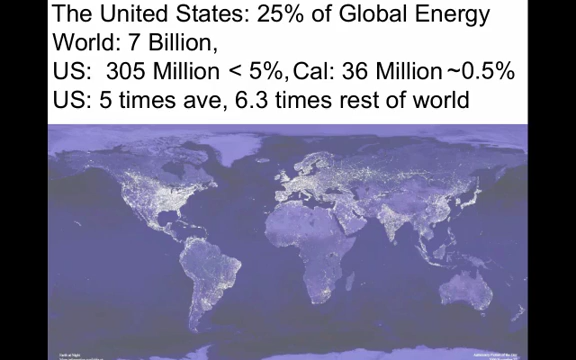 The United States: 25% of Global Energy
World: 7 Billion,
US:  305 Million < 5%, Cal: 36 Million ~0.5%
US: 5 times ave, 6.3 times rest of world